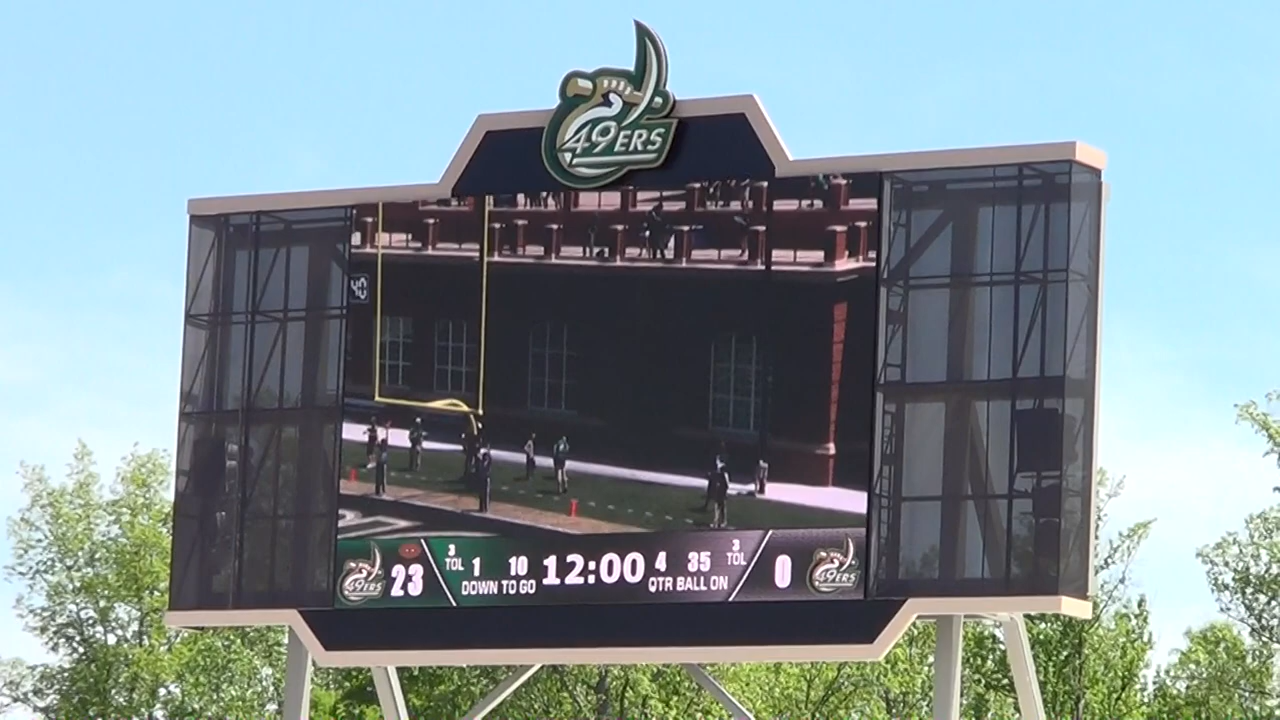 49ERS
40
49ERS 23 3 TOL 1 10 12:00 4 35 3 TOL 0 49ERS
DOWN TO GO QTR BALL ON